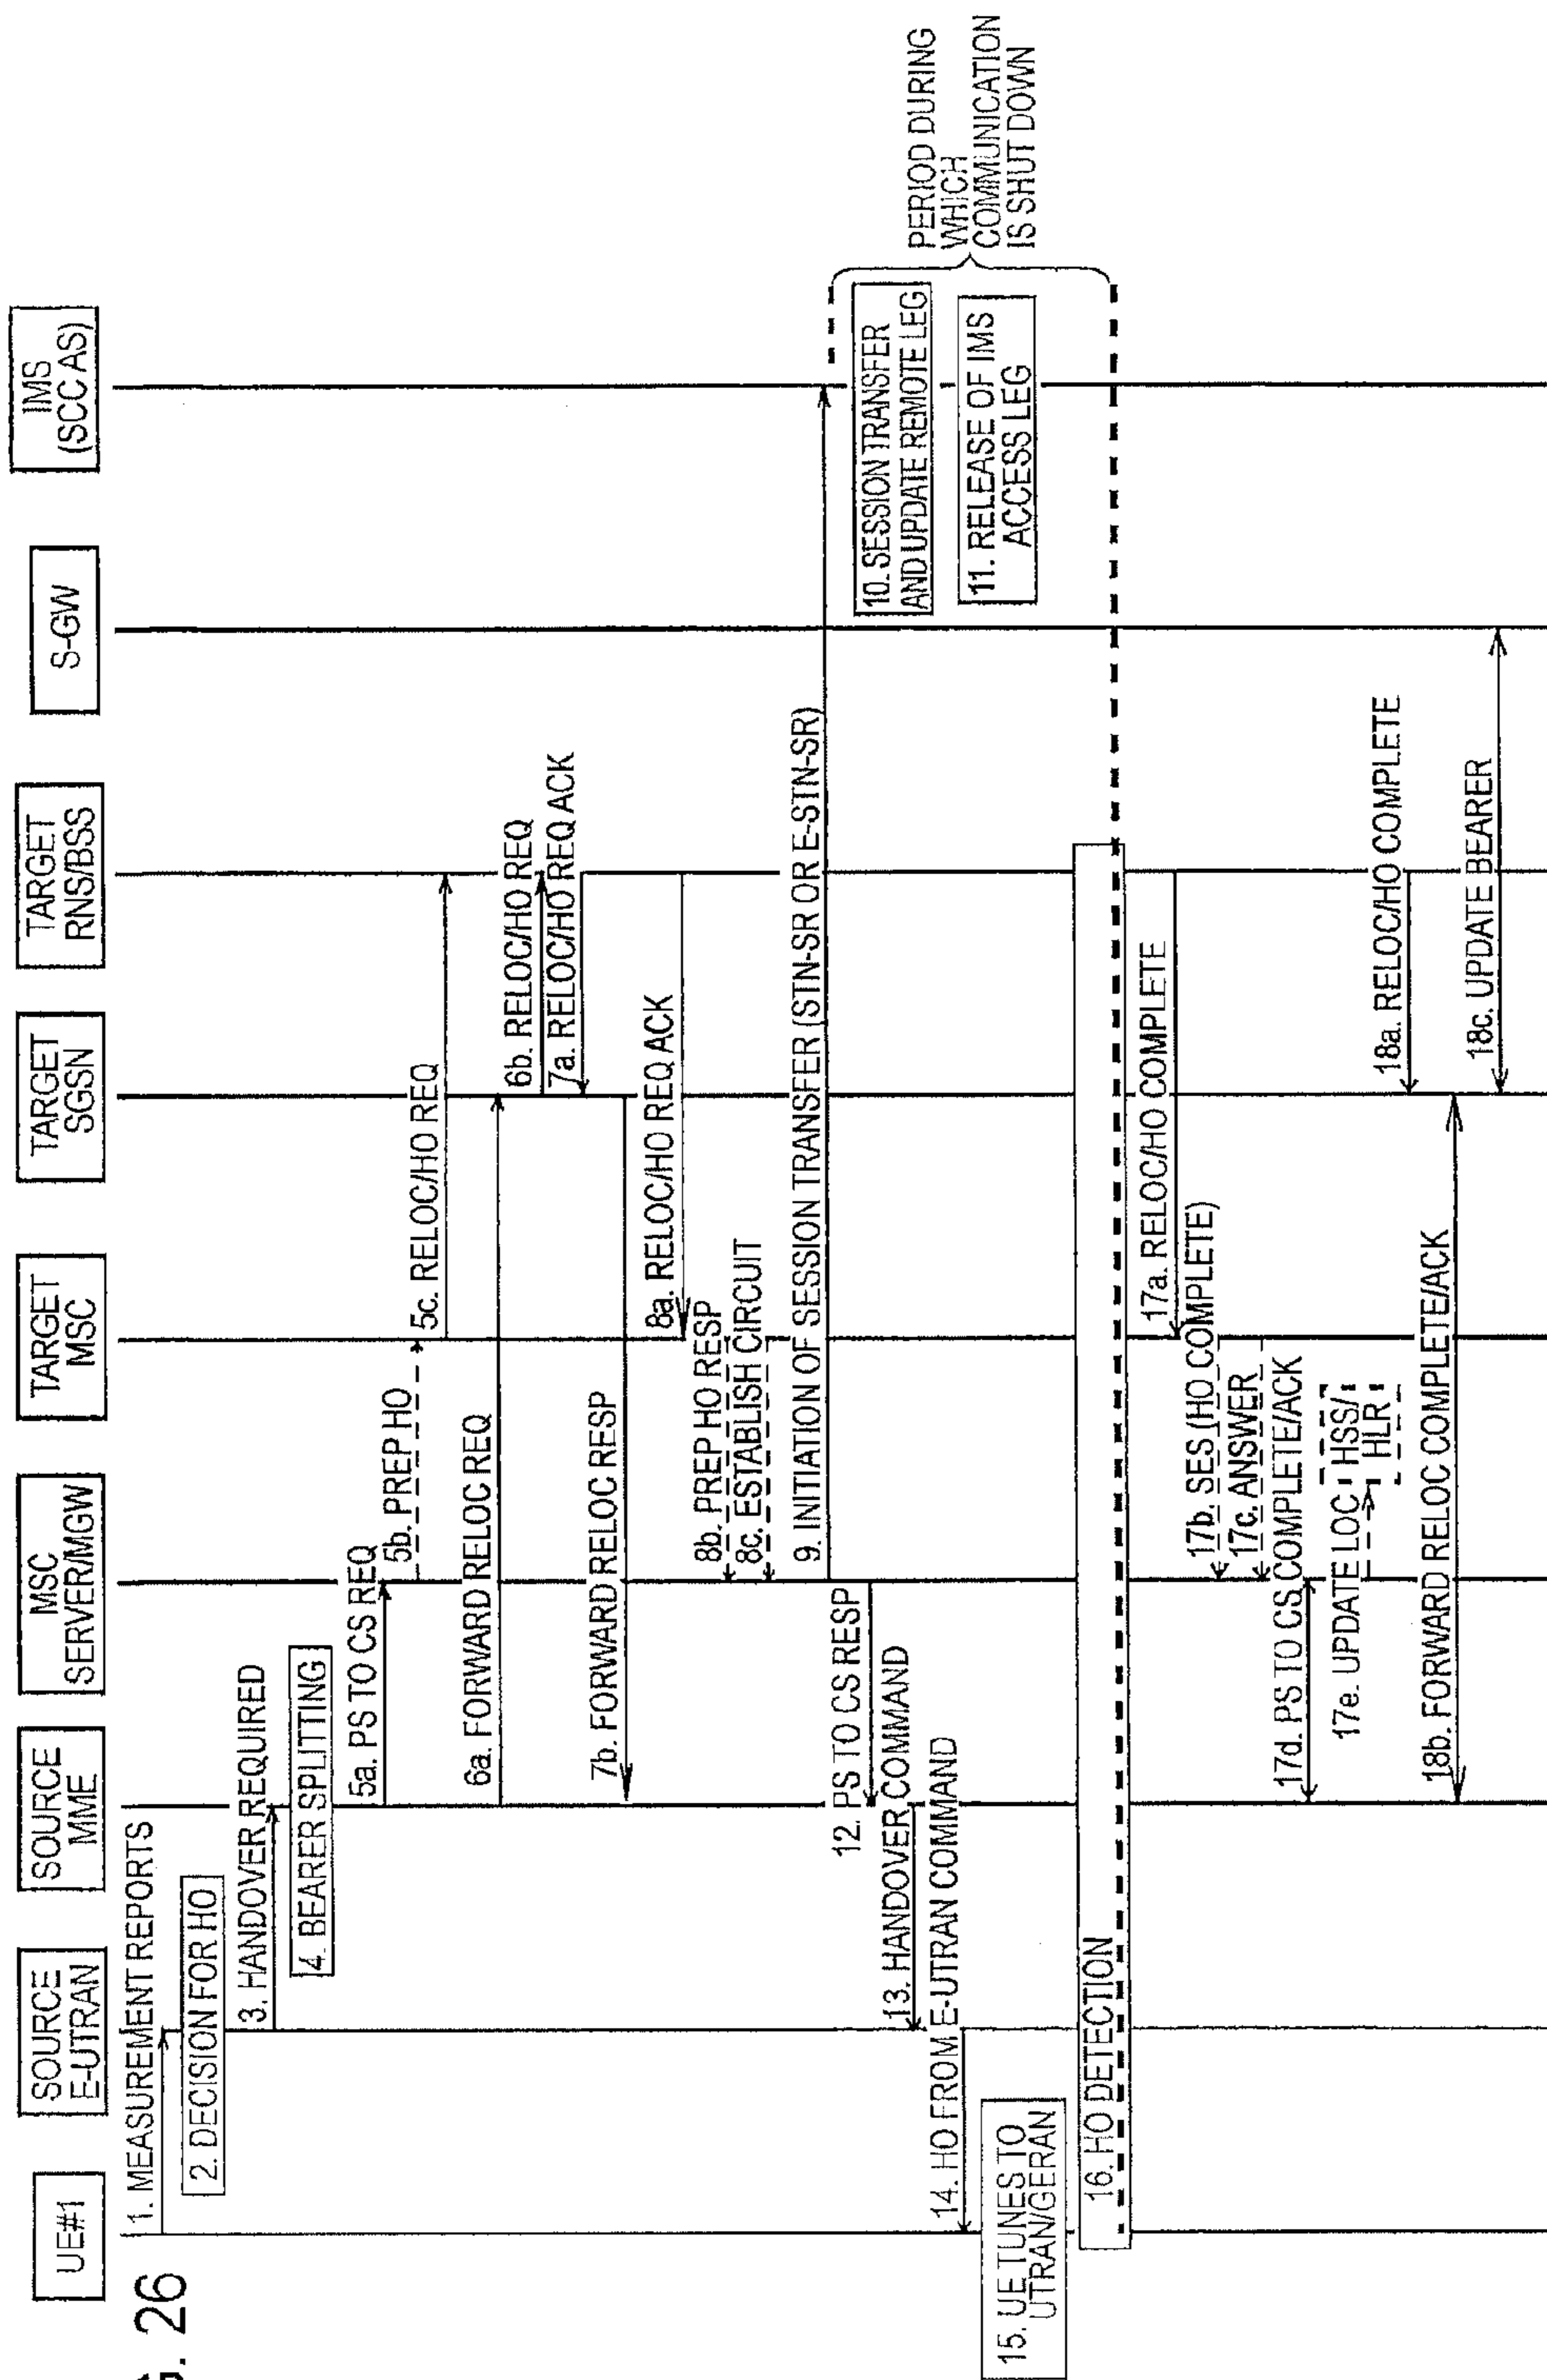 G. 26
UE#1
SOURCE
E-UTRAN
SOURCE
MME
MSC
SERVER/MGW
TARGET
MSC
TARGET
SGSN
TARGET
RNS/BSS
S-GW
IMS
(SCC AS)
1. MEASUREMENT REPORTS
2. DECISION FOR HO
3. HANDOVER REQUIRED
4. BEARER SPLITTING
5a. PS TO CS REQ
5b. PREP HO
5c. RELOC/HO REQ
6a. FORWARD RELOC REQ
6b. RELOC/HO REQ
7a. RELOC/HO REQ ACK
7b. FORWARD RELOC RESP
8a. RELOC/HO REQ ACK
8b. PREP HO RESP
8c. ESTABLISH CIRCUIT
9. INITIATION OF SESSION TRANSFER (STN-SR OR E-STN-SR)
10. SESSION TRANSFER
AND UPDATE REMOTE LEG
11. RELEASE OF IMS
ACCESS LEG
PERIOD DURING
WHICH
COMMUNICATION
IS SHUT DOWN
12. PS TO CS RESP
13. HANDOVER COMMAND
14. HO FROM E-UTRAN COMMAND
15. UE TUNES TO
UTRAN/GERAN
16. HO DETECTION
17a. RELOC/HO COMPLETE
17b. SES (HO COMPLETE)
17c. ANSWER
17d. PS TO CS COMPLETE/ACK
17e. UPDATE LOC
HSS/
HLR
18a. RELOC/HO COMPLETE
18b. FORWARD RELOC COMPLETE/ACK
18c. UPDATE BEARER